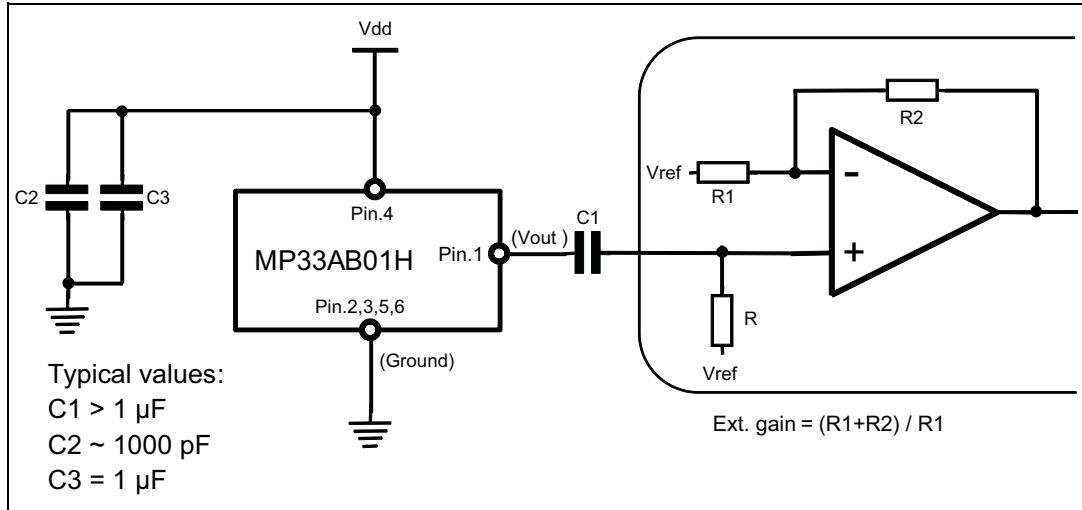 Vdd
R2
Vref
R1
C2
C3
Pin.4
C1
MP33AB01H
Pin.1
(Vout )
-
+
Pin.2,3,5,6
R
(Ground)
Vref
Typical values:
C1 > 1 µF
C2 ~ 1000 pF
C3 = 1 µF
Ext. gain = (R1+R2) / R1